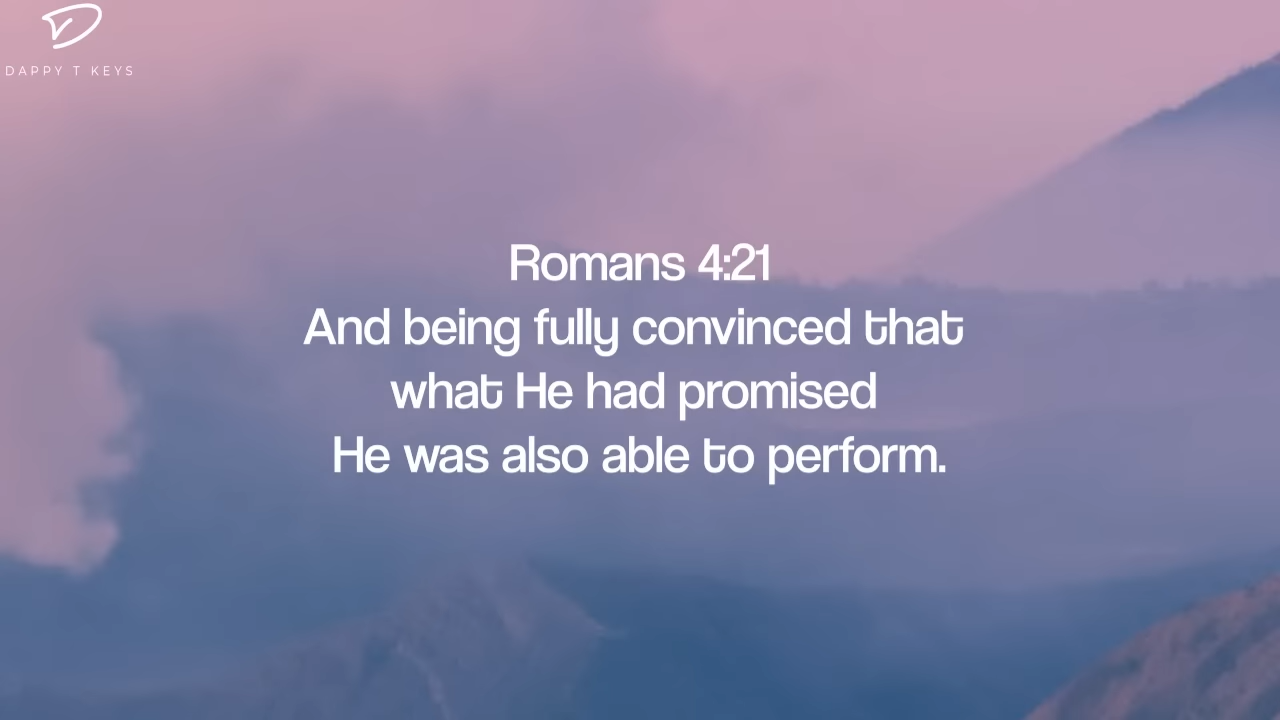 DAPPY T KEYS
Romans 4:21
And being fully convinced that
what He had promised
He was also able to perform.